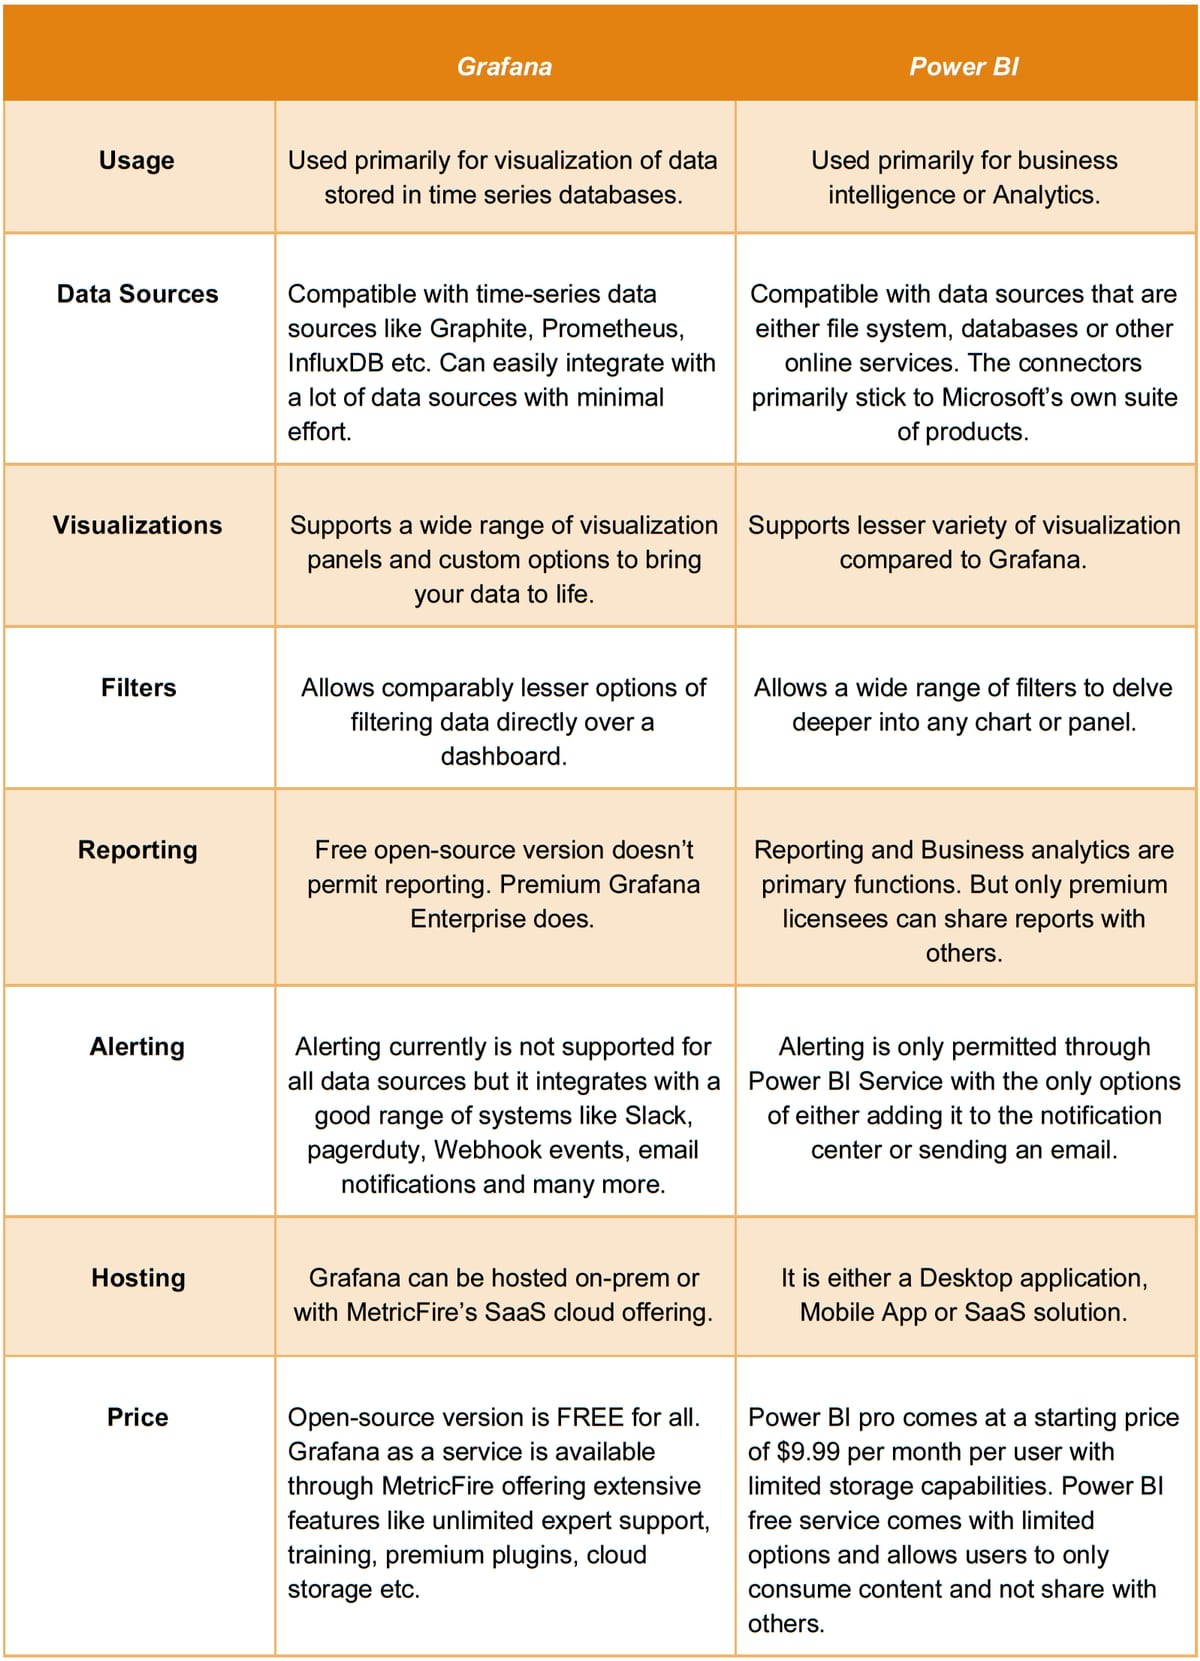 Grafana
Power BI
Usage
Used primarily for visualization of data
stored in time series databases.
Used primarily for business
intelligence or Analytics.
Data Sources
Compatible with time-series data
sources like Graphite, Prometheus,
InfluxDB etc. Can easily integrate with
a lot of data sources with minimal
effort.
Compatible with data sources that are
either file system, databases or other
online services. The connectors
primarily stick to Microsoft’s own suite
of products.
Visualizations
Supports a wide range of visualization
panels and custom options to bring
your data to life.
Supports lesser variety of visualization
compared to Grafana.
Filters
Allows comparably lesser options of
filtering data directly over a
dashboard.
Allows a wide range of filters to delve
deeper into any chart or panel.
Reporting
Free open-source version doesn’t
permit reporting. Premium Grafana
Enterprise does.
Reporting and Business analytics are
primary functions. But only premium
licensees can share reports with
others.
Alerting
Alerting currently is not supported for
all data sources but it integrates with a
good range of systems like Slack,
pagerduty, Webhook events, email
notifications and many more.
Alerting is only permitted through
Power BI Service with the only options
of either adding it to the notification
center or sending an email.
Hosting
Grafana can be hosted on-prem or
with MetricFire’s SaaS cloud offering.
It is either a Desktop application,
Mobile App or SaaS solution.
Price
Open-source version is FREE for all.
Grafana as a service is available
through MetricFire offering extensive
features like unlimited expert support,
training, premium plugins, cloud
storage etc.
Power BI pro comes at a starting price
of $9.99 per month per user with
limited storage capabilities. Power BI
free service comes with limited
options and allows users to only
consume content and not share with
others.